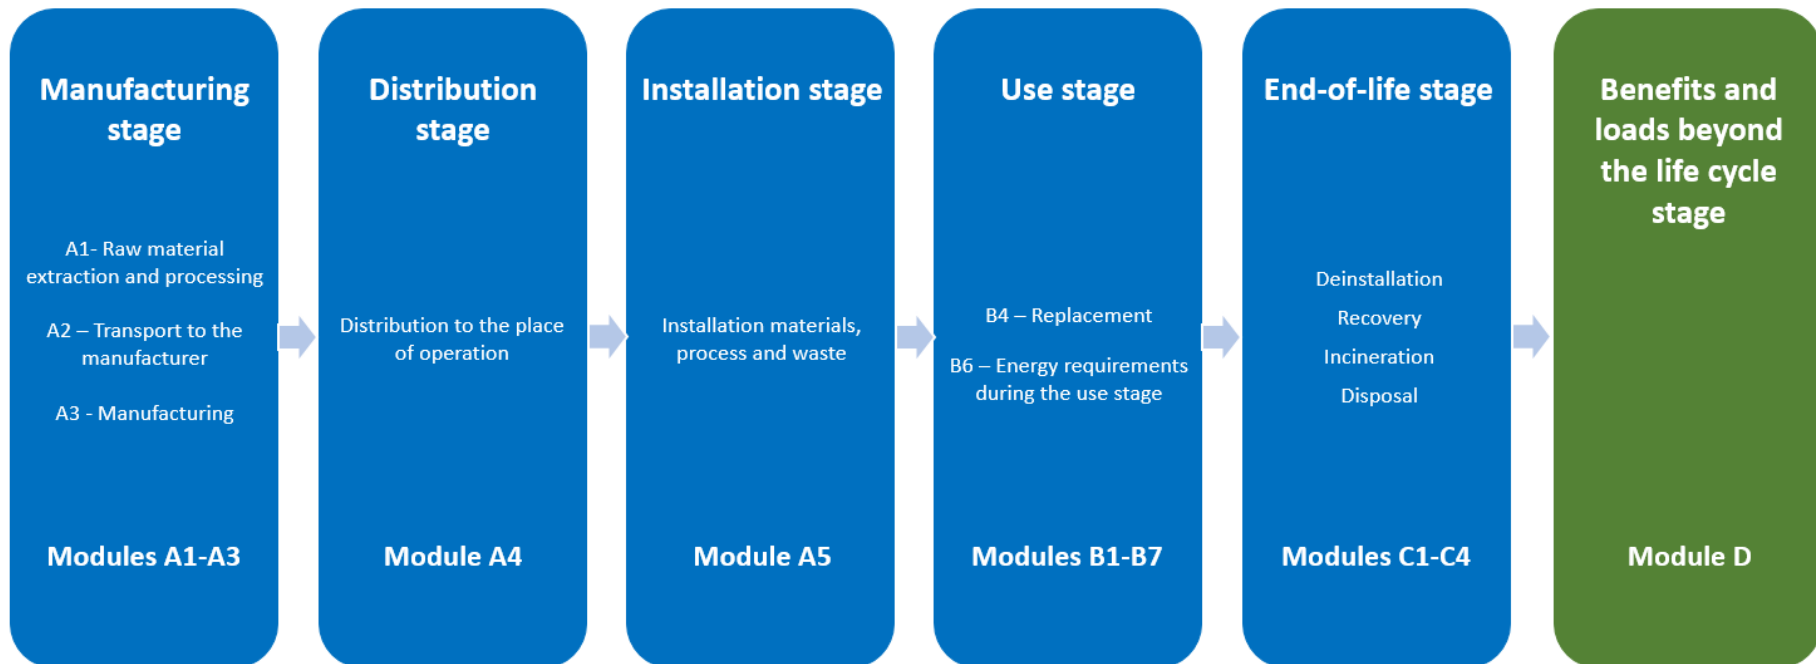 Manufacturing
stage
A1- Raw material
extraction and processing
A2 – Transport to the
manufacturer
A3 - Manufacturing
Modules A1-A3
Distribution
stage
Distribution to the place
of operation
Module A4
Installation stage
Installation materials,
process and waste
Module A5
Use stage
B4 – Replacement
B6 – Energy requirements
during the use stage
Modules B1-B7
End-of-life stage
Deinstallation
Recovery
Incineration
Disposal
Modules C1-C4
Benefits and
loads beyond
the life cycle
stage
Module D